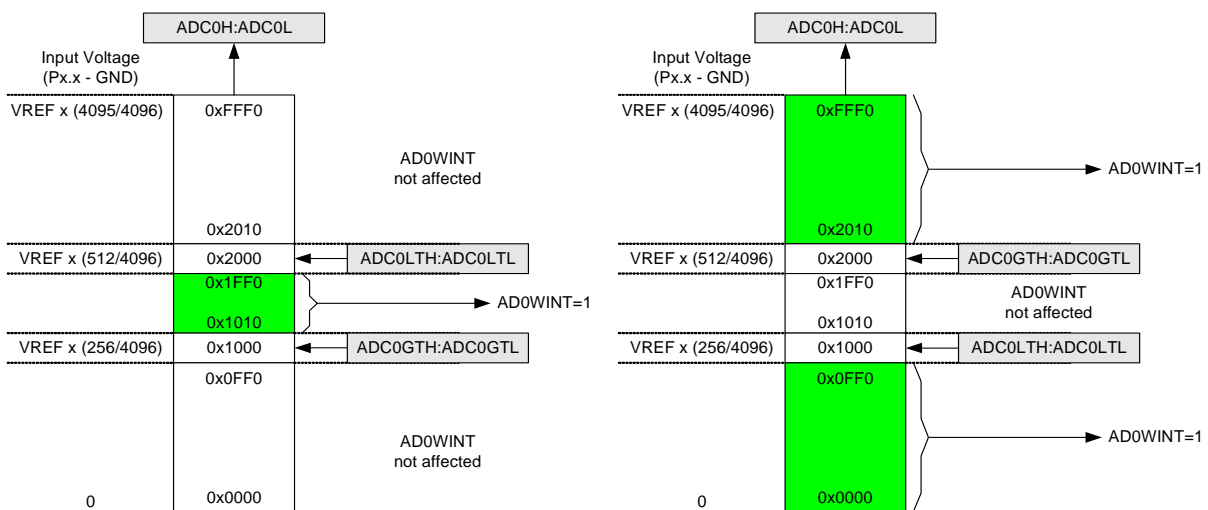 ADC0H:ADC0L
Input Voltage
(Px.x - GND)
VREF x (4095/4096)
0xFFF0
AD0WINT
not affected
0x2010
VREF x (512/4096)
0x2000
ADC0LTH:ADC0LTL
0x1FF0
AD0WINT=1
0x1010
VREF x (256/4096)
0x1000
ADC0GTH:ADC0GTL
0x0FF0
AD0WINT
not affected
0
0x0000
ADC0H:ADC0L
Input Voltage
(Px.x - GND)
VREF x (4095/4096)
0xFFF0
AD0WINT=1
0x2010
VREF x (512/4096)
0x2000
ADC0GTH:ADC0GTL
0x1FF0
AD0WINT
not affected
0x1010
VREF x (256/4096)
0x1000
ADC0LTH:ADC0LTL
0x0FF0
AD0WINT=1
0
0x0000